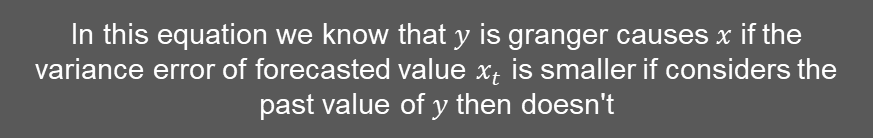 In this equation we know that y is granger causes x if the
variance error of forecasted value xₜ is smaller if considers the
past value of y then doesn't